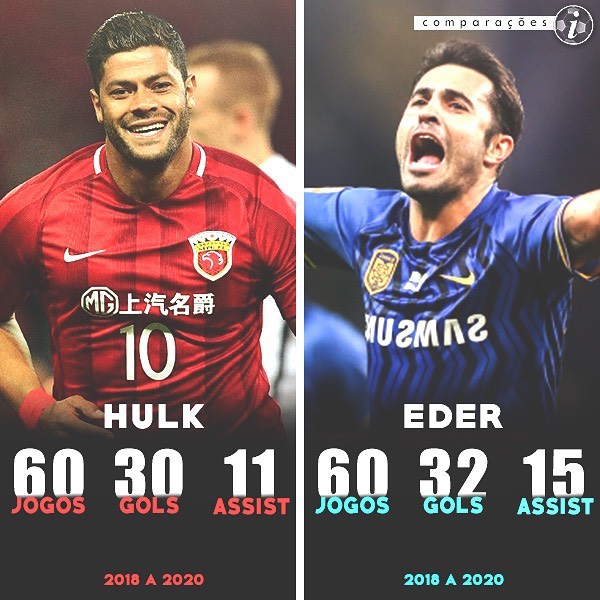 comparações i
MG上汽名爵
10
SAMSUNG
HULK
EDER
60 30 11
JOGOS GOLS ASSIST
60 32 15
JOGOS GOLS ASSIST
2018 A 2020
2018 A 2020